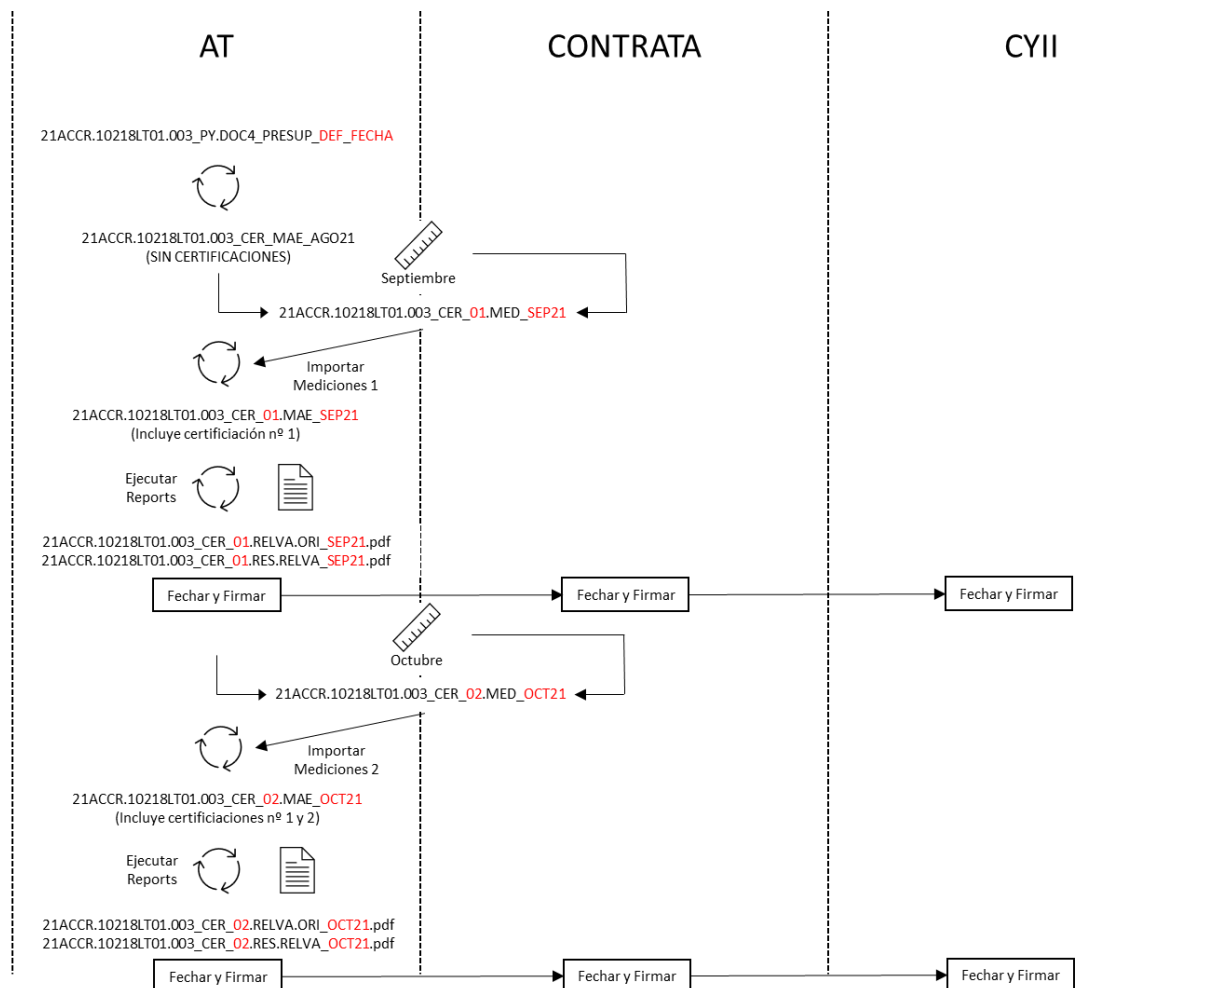 AT
CONTRATA
CYII
21ACCR.10218LT01.003_PY.DOC4_PRESUP_DEF_FECHA
21ACCR.10218LT01.003_CER_MAE_AGO21
(SIN CERTIFICACIONES)
Septiembre
21ACCR.10218LT01.003_CER_01.MED_SEP21
Importar
Mediciones 1
21ACCR.10218LT01.003_CER_01.MAE_SEP21
(Incluye certificiación nº 1)
Ejecutar
Reports
21ACCR.10218LT01.003_CER_01.RELVA.ORI_SEP21.pdf
21ACCR.10218LT01.003_CER_01.RES.RELVA_SEP21.pdf
Fechar y Firmar
Fechar y Firmar
Fechar y Firmar
Octubre
21ACCR.10218LT01.003_CER_02.MED_OCT21
Importar
Mediciones 2
21ACCR.10218LT01.003_CER_02.MAE_OCT21
(Incluye certificiaciones nº 1 y 2)
Ejecutar
Reports
21ACCR.10218LT01.003_CER_02.RELVA.ORI_OCT21.pdf
21ACCR.10218LT01.003_CER_02.RES.RELVA_OCT21.pdf
Fechar y Firmar
Fechar y Firmar
Fechar y Firmar